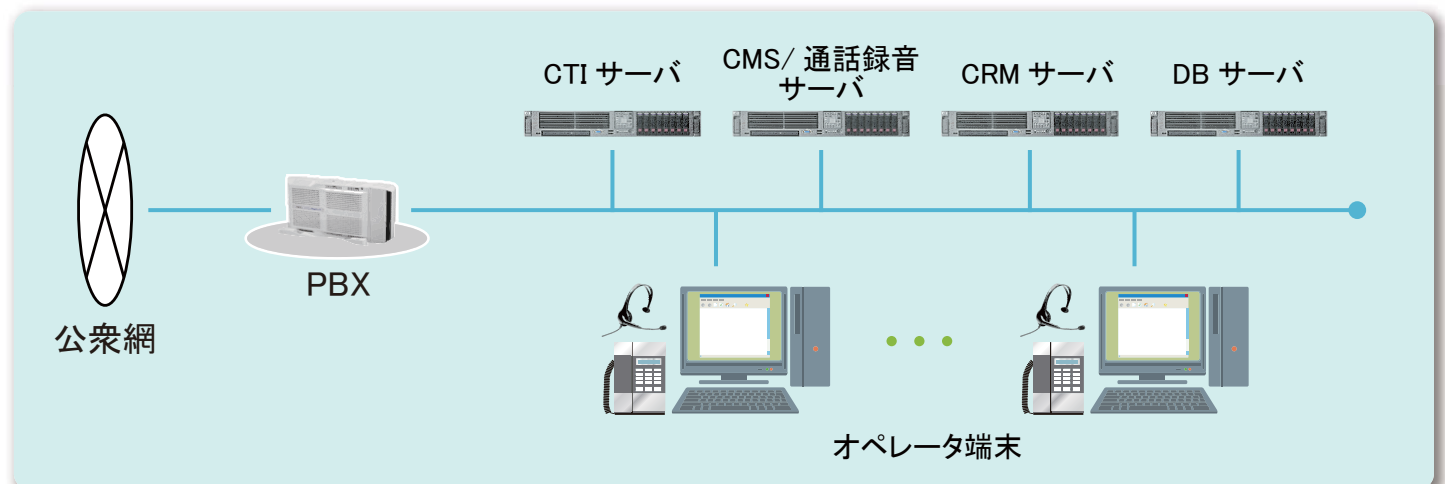 CTI サーバ
CMS/ 通話録音
サーバ
CRM サーバ
DB サーバ
PBX
公衆網
オペレータ端末